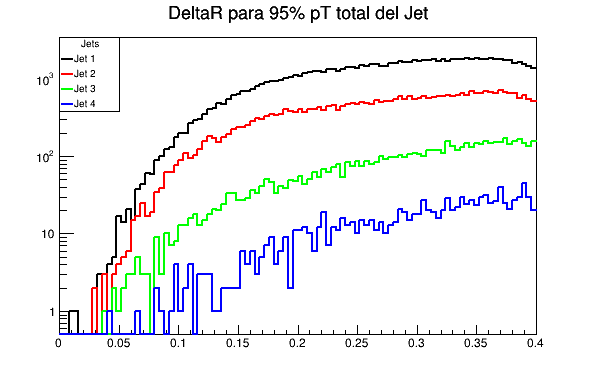 DeltaR para 95% pT total del Jet
Jets
Jet 1
Jet 2
Jet 3
Jet 4
10³
10²
10
1
0 0.05 0.1 0.15 0.2 0.25 0.3 0.35 0.4